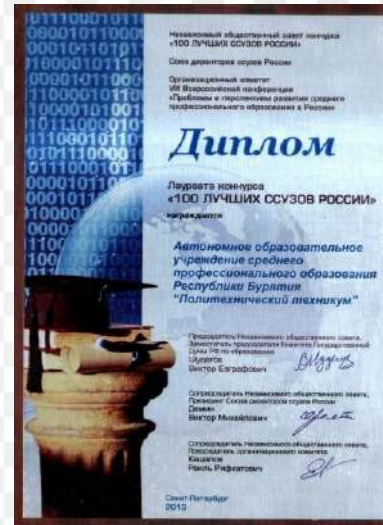 Независимый общественный совет конкурса
«100 ЛУЧШИХ ССУЗОВ РОССИИ»
Союз директоров ссузов России
Организационный комитет
VIII Всероссийской конференции
«Проблемы и перспективы развития среднего
профессионального образования в России»
Диплом
Лауреата конкурса
«100 ЛУЧШИХ ССУЗОВ РОССИИ»
награждается
Автономное образовательное
учреждение среднего
профессионального образования
Республики Бурятия
"Политехнический техникум"
Председатель Независимого общественного совета,
Заместитель председателя Комитета Государственной
Думы РФ по образованию
Шудегов
Виктор Евграфович
Сопредседатель Независимого общественного совета,
Президент Союза директоров ссузов России
Демин
Виктор Михайлович
Сопредседатель Независимого общественного совета,
Председатель организационного комитета
Кашапов
Раиль Рифкатович
Санкт-Петербург
2013